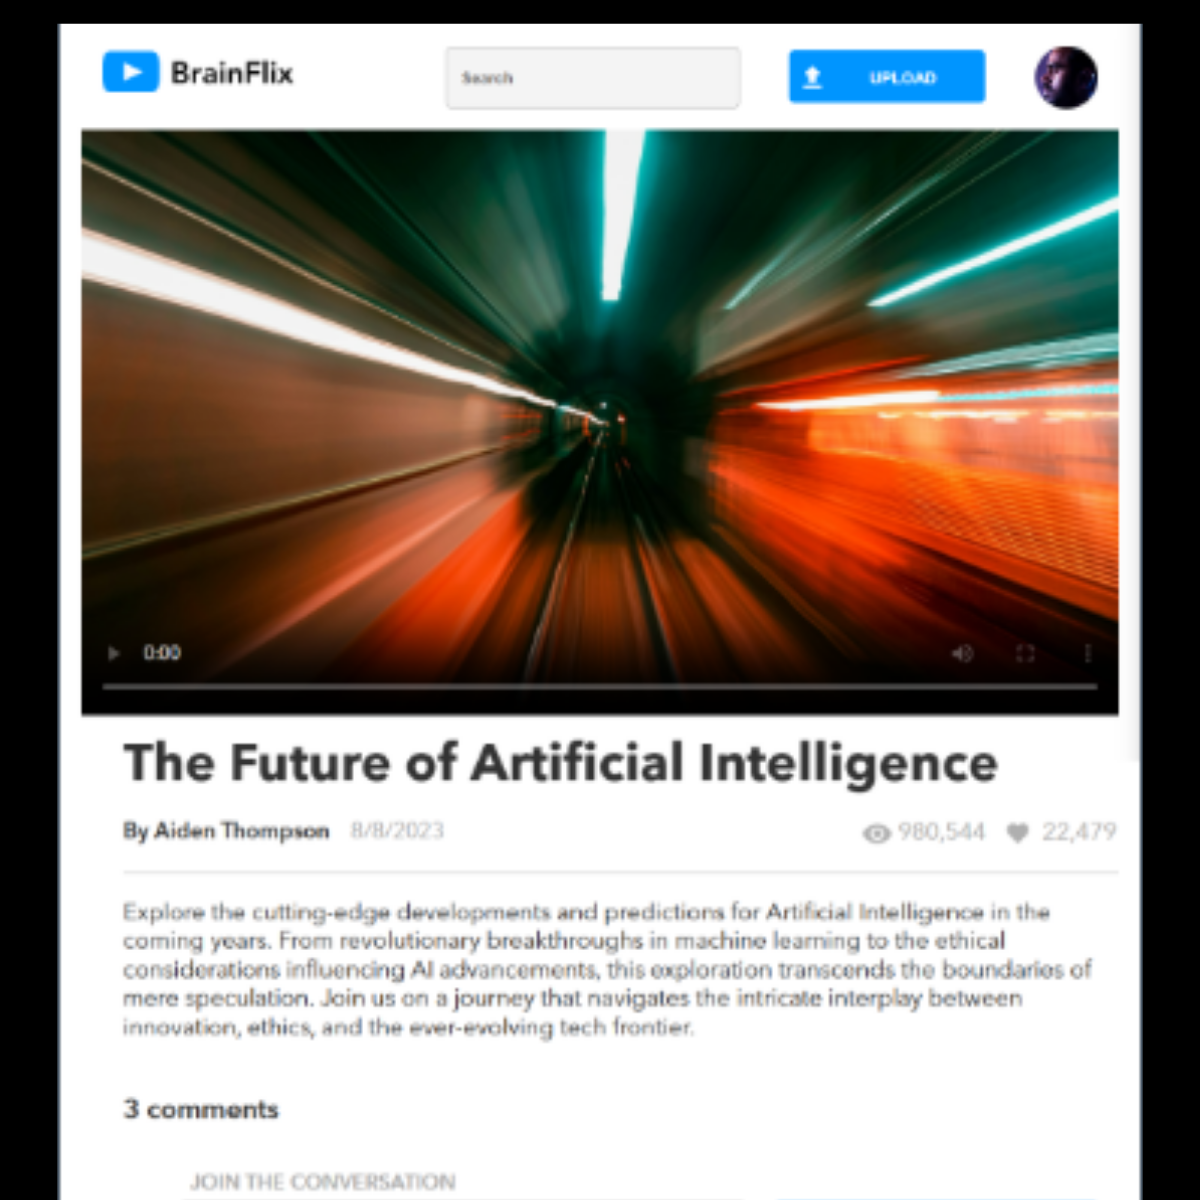 BrainFlix
Search
UPLOAD
0:00
The Future of Artificial Intelligence
By Aiden Thompson 8/8/2023 980,544 22,479
Explore the cutting-edge developments and predictions for Artificial Intelligence in the
coming years. From revolutionary breakthroughs in machine learning to the ethical
considerations influencing AI advancements, this exploration transcends the boundaries of
mere speculation. Join us on a journey that navigates the intricate interplay between
innovation, ethics, and the ever-evolving tech frontier.
3 comments
JOIN THE CONVERSATION